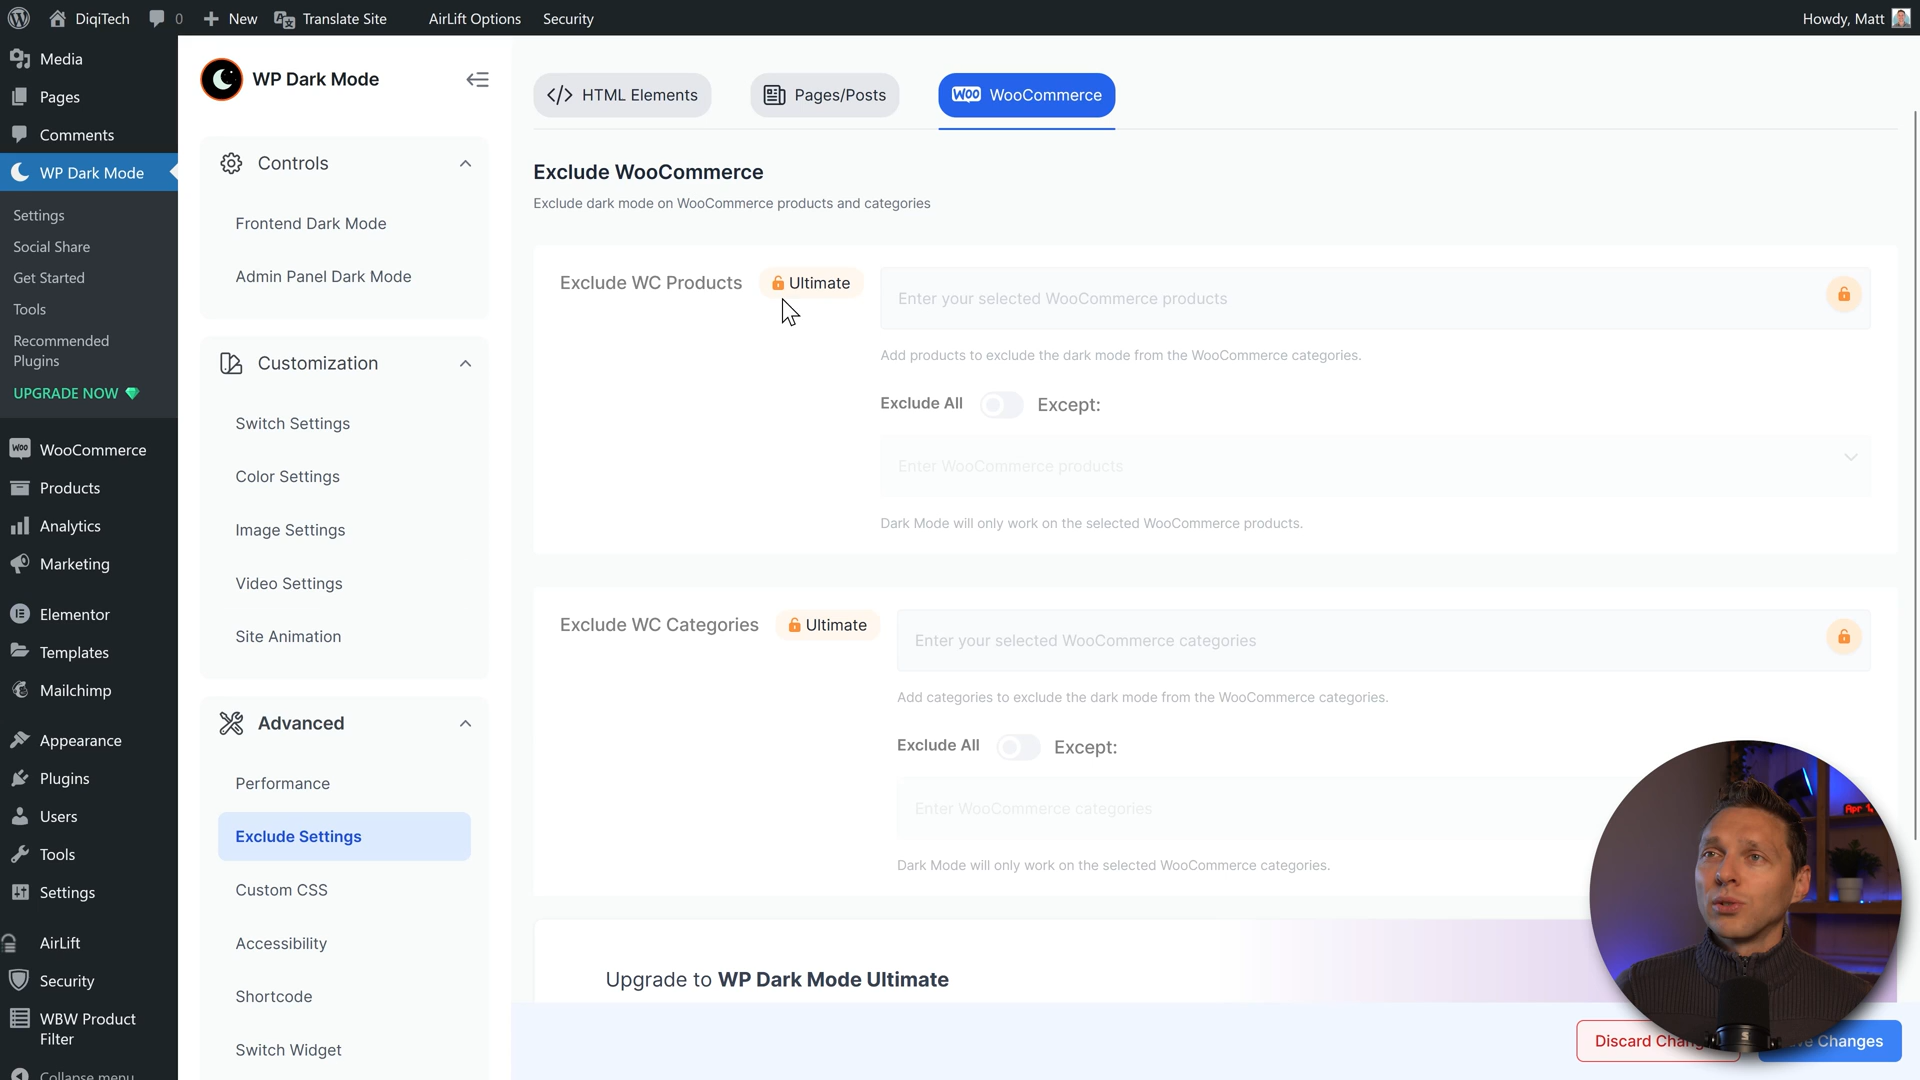 DiqiTech
0
New
Translate Site
AirLift Options
Security
Howdy, Matt
Media
Pages
Comments
WP Dark Mode
Settings
Social Share
Get Started
Tools
Recommended
Plugins
UPGRADE NOW
WooCommerce
Products
Analytics
Marketing
Elementor
Templates
Mailchimp
Appearance
Plugins
Users
Tools
Settings
AirLift
Security
WBW Product
Filter
Collapse menu
WP Dark Mode
Controls
Frontend Dark Mode
Admin Panel Dark Mode
Customization
Switch Settings
Color Settings
Image Settings
Video Settings
Site Animation
Advanced
Performance
Exclude Settings
Custom CSS
Accessibility
Shortcode
Switch Widget
</> HTML Elements
Pages/Posts
Woo WooCommerce
Exclude WooCommerce
Exclude dark mode on WooCommerce products and categories
Exclude WC Products
Ultimate
Enter your selected WooCommerce products
Add products to exclude the dark mode from the WooCommerce categories.
Exclude All
Except:
Enter WooCommerce products
Dark Mode will only work on the selected WooCommerce products.
Exclude WC Categories
Ultimate
Enter your selected WooCommerce categories
Add categories to exclude the dark mode from the WooCommerce categories.
Exclude All
Except:
Enter WooCommerce categories
Dark Mode will only work on the selected WooCommerce categories.
Upgrade to WP Dark Mode Ultimate
Discard
Changes